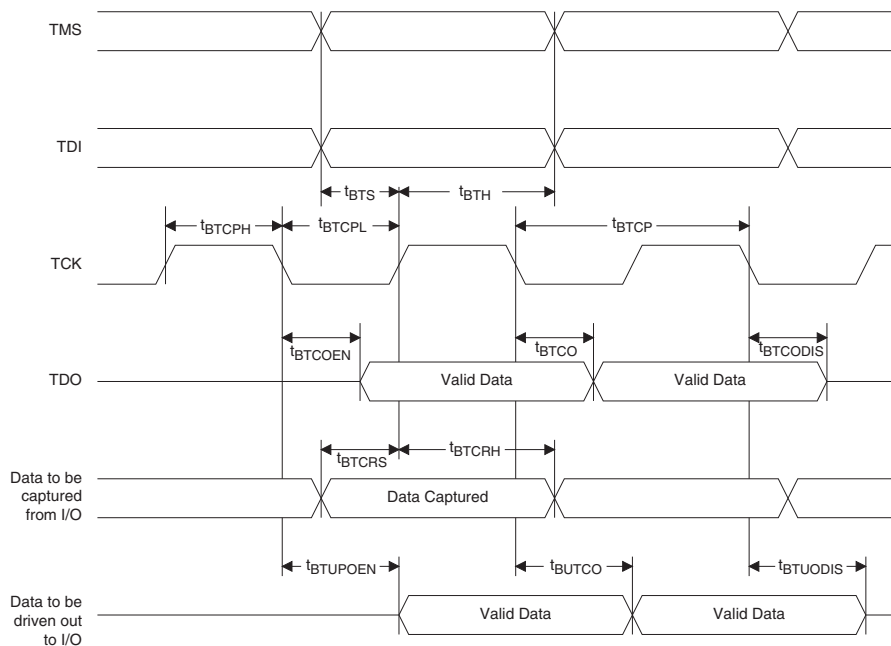 TMS
TDI
tBTS
tBTH
tBTCPH
tBTCPL
tBTCP
TCK
tBTCOEN
tBTCO
tBTCODIS
TDO
Valid Data
Valid Data
tBTCRS
tBTCRH
Data to be
captured
from I/O
Data Captured
tBTUPOEN
tBUTCO
tBTUODIS
Data to be
driven out
to I/O
Valid Data
Valid Data